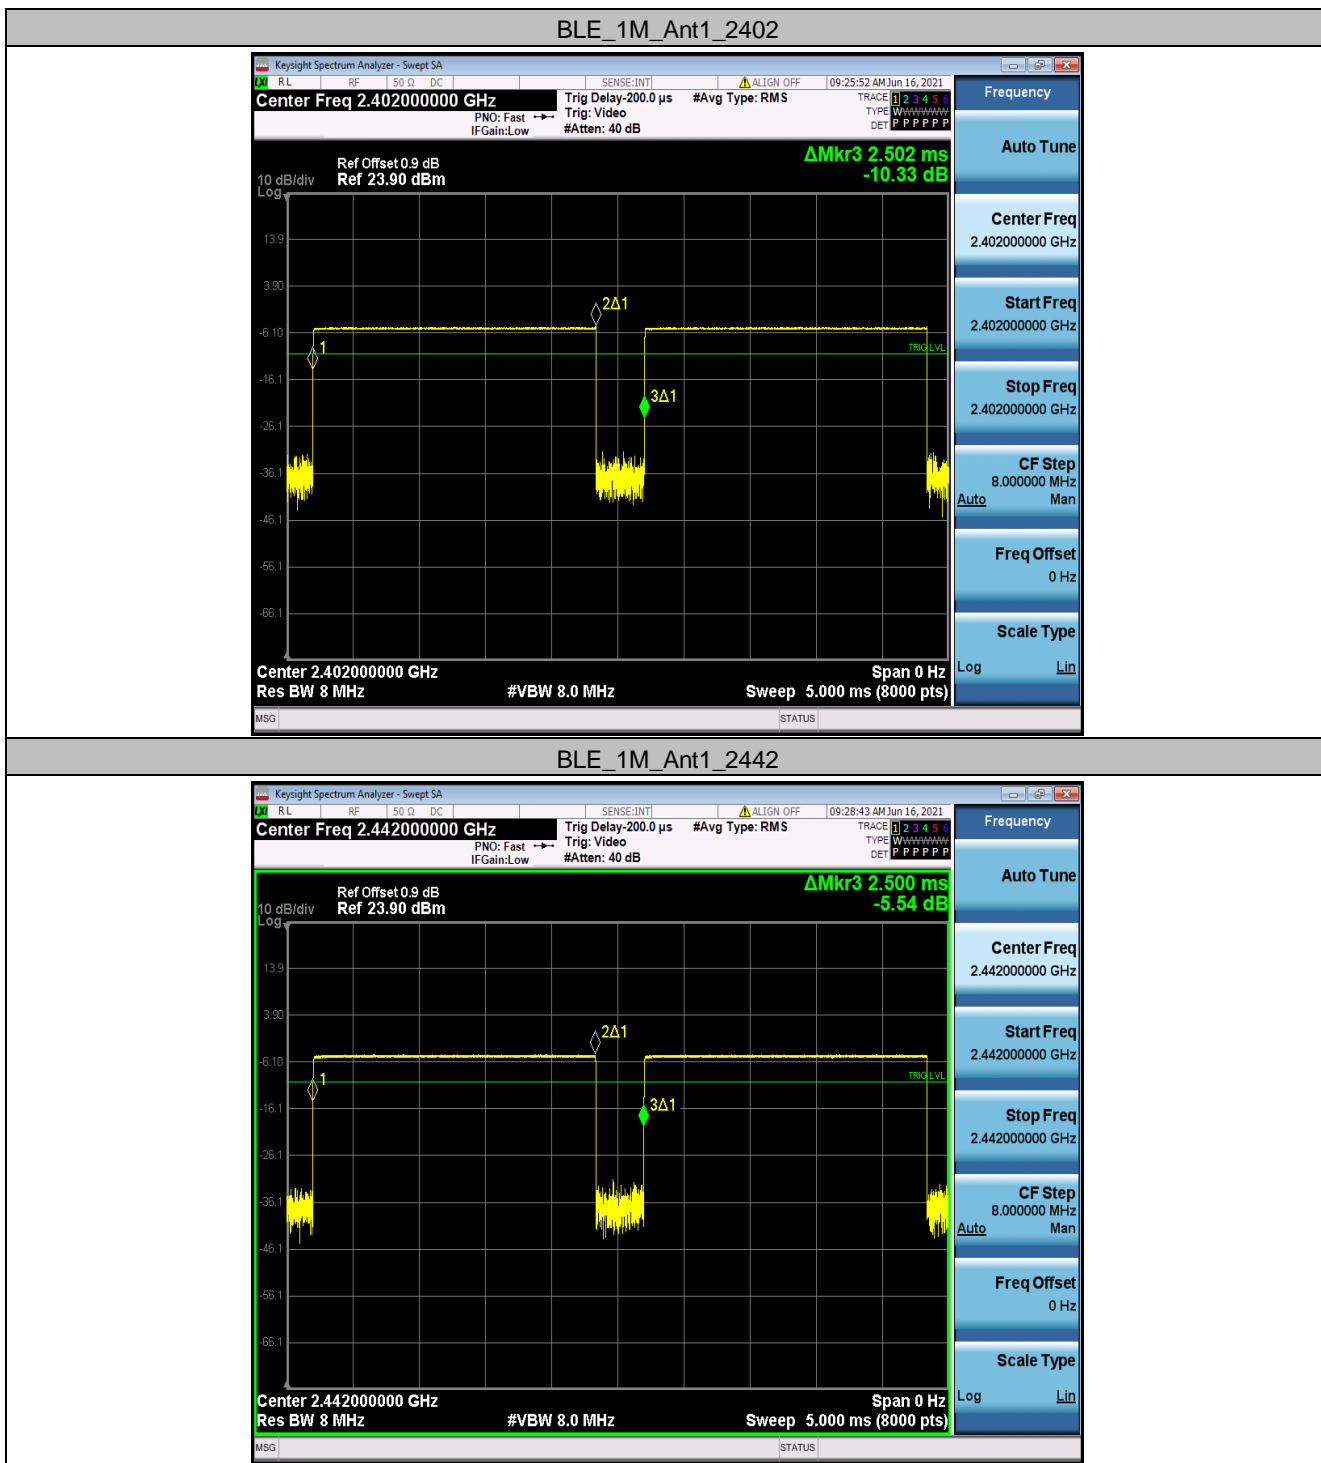 BLE_1M_Ant1_2402
Keysight Spectrum Analyzer - Swept SA
RL RF 50 Ω DC SENSE:INT ALIGN OFF 09:25:52 AM Jun 16, 2021
Center Freq 2.402000000 GHz
PNO: Fast
IFGain:Low
Trig Delay-200.0 µs
Trig: Video
#Atten: 40 dB
#Avg Type: RMS
TRACE 1 2 3 4 5 6
TYPE WWWWWW
DET P P P P P P
Frequency
ΔMkr3 2.502 ms
-10.33 dB
Ref Offset 0.9 dB
10 dB/div Ref 23.90 dBm
Log
13.9
3.90
-6.10
-16.1
-26.1
-36.1
-46.1
-56.1
-66.1
1
2Δ1
3Δ1
TRIG LVL
Center 2.402000000 GHz Span 0 Hz
Res BW 8 MHz #VBW 8.0 MHz Sweep 5.000 ms (8000 pts)
MSG STATUS
Auto Tune
Center Freq
2.402000000 GHz
Start Freq
2.402000000 GHz
Stop Freq
2.402000000 GHz
CF Step
8.000000 MHz
Auto Man
Freq Offset
0 Hz
Scale Type
Log Lin
BLE_1M_Ant1_2442
Keysight Spectrum Analyzer - Swept SA
RL RF 50 Ω DC SENSE:INT ALIGN OFF 09:28:43 AM Jun 16, 2021
Center Freq 2.442000000 GHz
PNO: Fast
IFGain:Low
Trig Delay-200.0 µs
Trig: Video
#Atten: 40 dB
#Avg Type: RMS
TRACE 1 2 3 4 5 6
TYPE WWWWWW
DET P P P P P P
Frequency
ΔMkr3 2.500 ms
-5.54 dB
Ref Offset 0.9 dB
10 dB/div Ref 23.90 dBm
Log
13.9
3.90
-6.10
-16.1
-26.1
-36.1
-46.1
-56.1
-66.1
1
2Δ1
3Δ1
TRIG LVL
Center 2.442000000 GHz Span 0 Hz
Res BW 8 MHz #VBW 8.0 MHz Sweep 5.000 ms (8000 pts)
MSG STATUS
Auto Tune
Center Freq
2.442000000 GHz
Start Freq
2.442000000 GHz
Stop Freq
2.442000000 GHz
CF Step
8.000000 MHz
Auto Man
Freq Offset
0 Hz
Scale Type
Log Lin